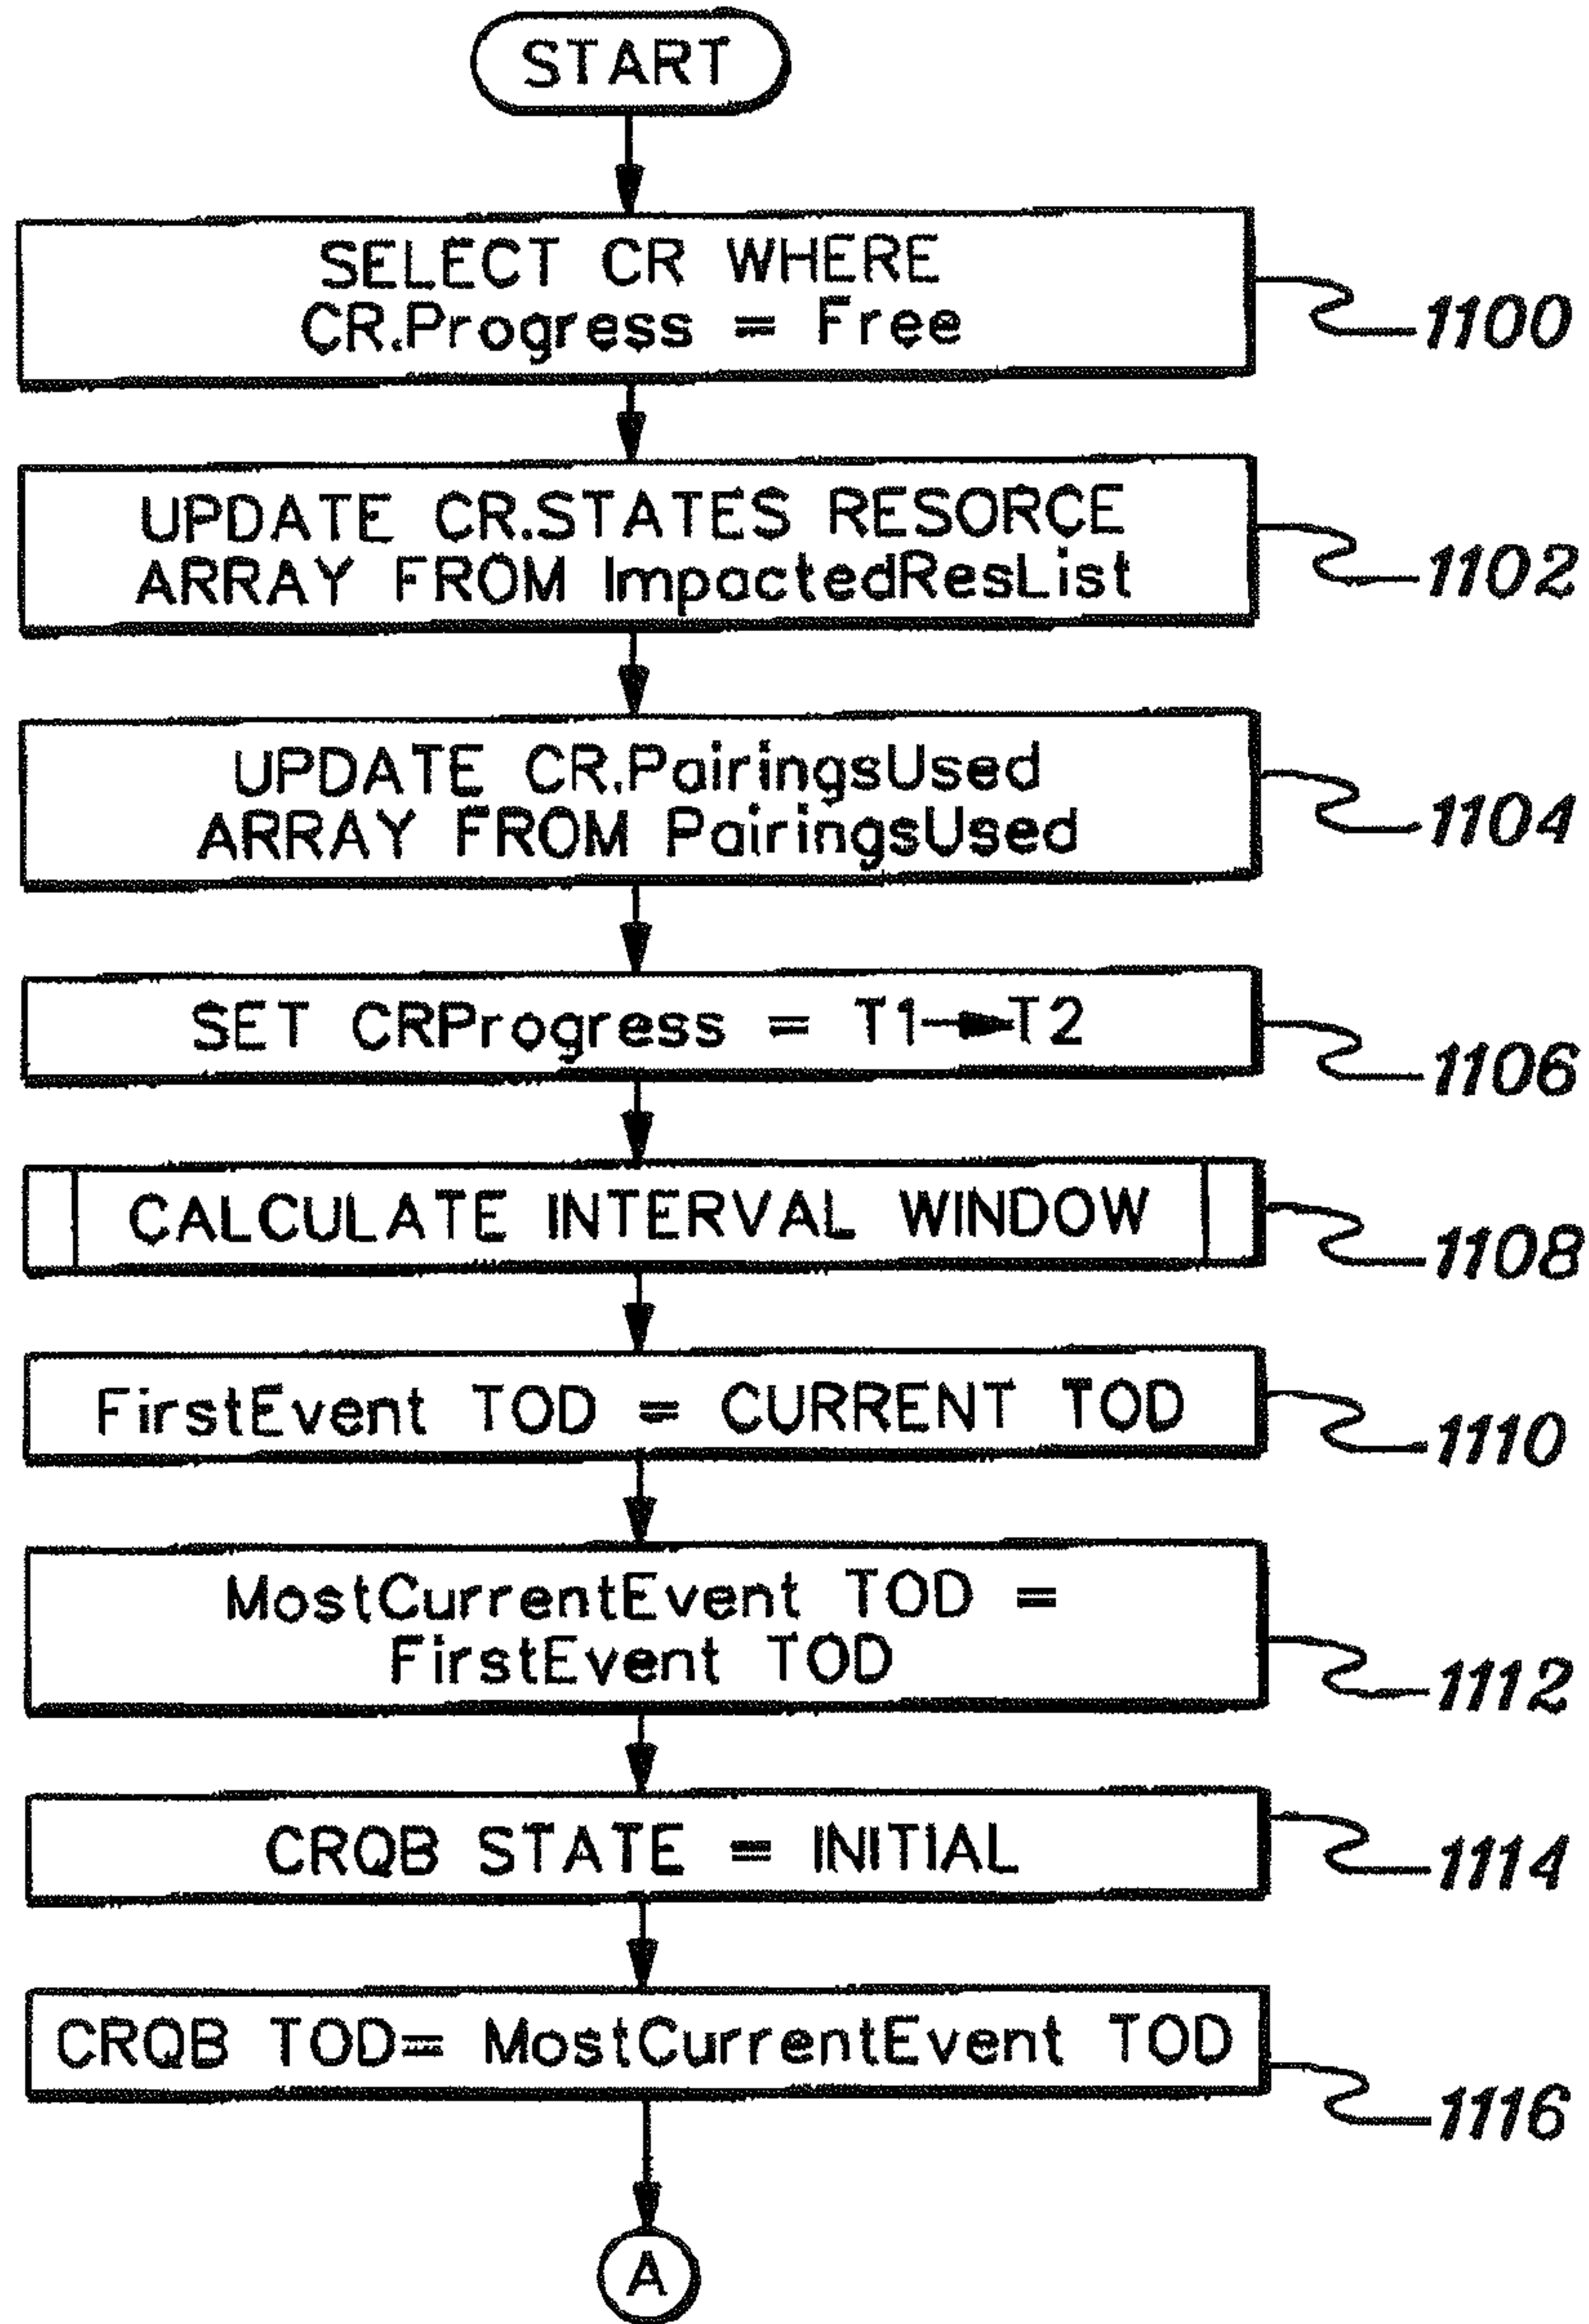 START
SELECT CR WHERE
CR.Progress = Free
1100
UPDATE CR.STATES RESORCE
ARRAY FROM ImpactedResList
1102
UPDATE CR.PairingsUsed
ARRAY FROM PairingsUsed
1104
SET CRProgress = T1→T2
1106
CALCULATE INTERVAL WINDOW
1108
FirstEvent TOD = CURRENT TOD
1110
MostCurrentEvent TOD =
FirstEvent TOD
1112
CRQB STATE = INITIAL
1114
CRQB TOD= MostCurrentEvent TOD
1116
A